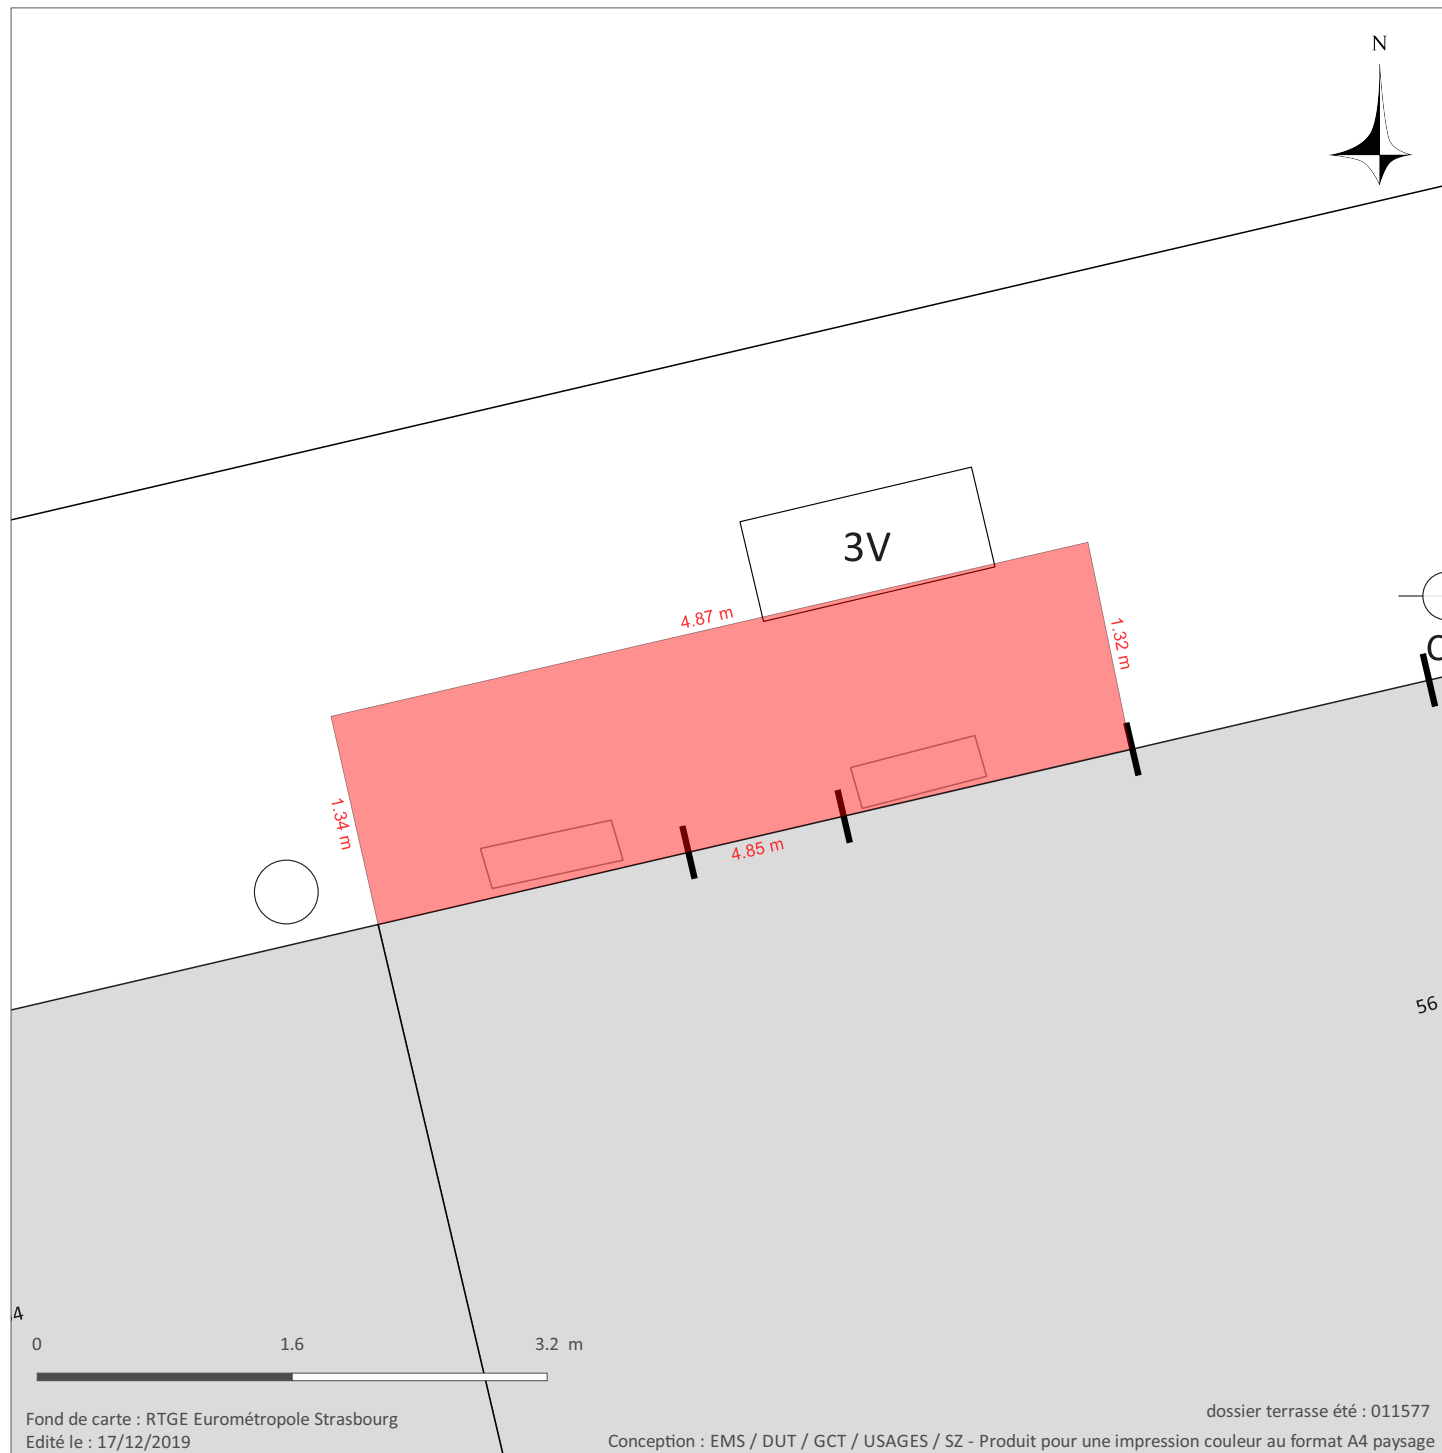 N
3V
4.87 m
1.32 m
1.34 m
4.85 m
56
0 1.6 3.2 m
Fond de carte : RTGE Eurométropole Strasbourg
Edité le : 17/12/2019
dossier terrasse été : 011577
Conception : EMS / DUT / GCT / USAGES / SZ - Produit pour une impression couleur au format A4 paysage